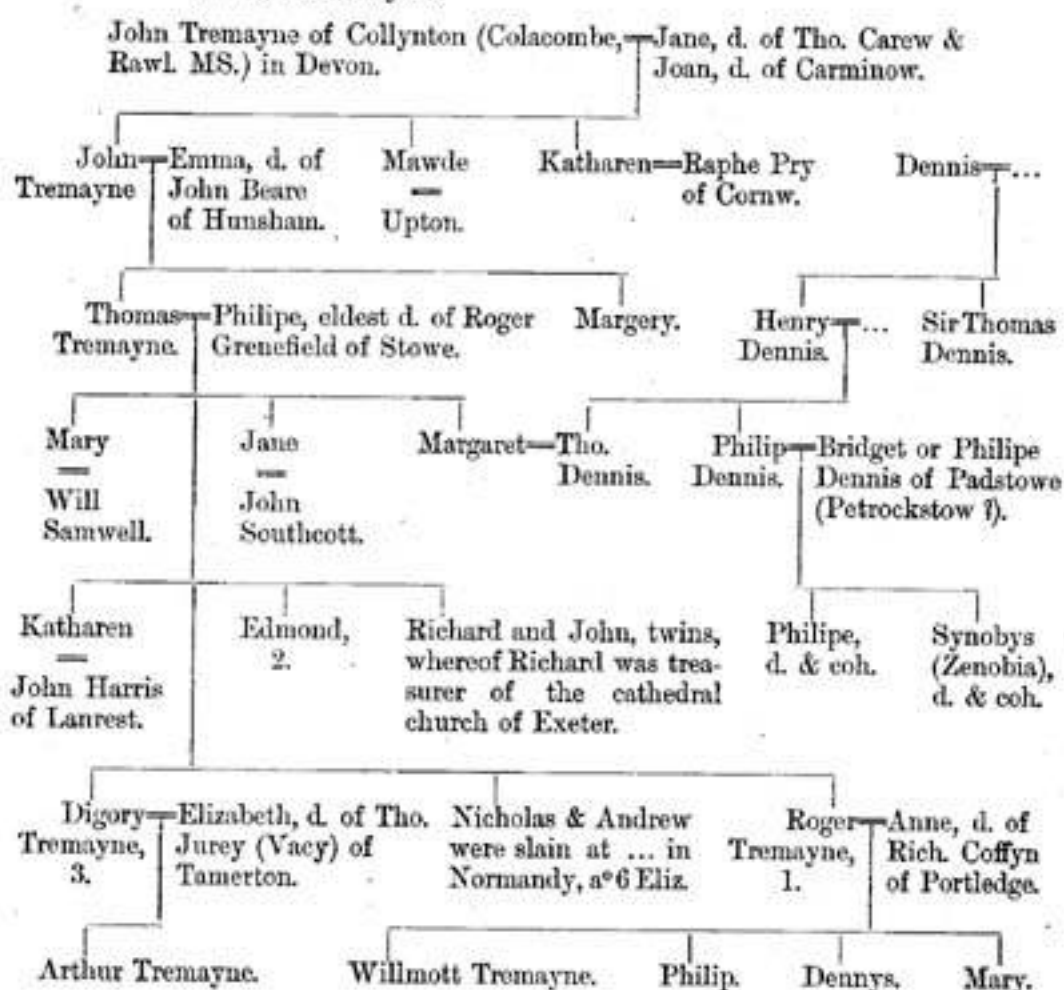 John Tremayne of Collynton (Colacombe,
Rawl. MS.) in Devon.
Jane, d. of Tho. Carew &
Joan, d. of Carminow.
John
Tremayne
Emma, d. of
John Beare
of Hunsham.
Mawde
Upton.
Katharen
Raphe Pry
of Cornw.
Dennis
...
Thomas
Tremayne.
Philipe, eldest d. of Roger
Grenefield of Stowe.
Margery.
Henry
Dennis.
...
Sir Thomas
Dennis.
Mary
Will
Samwell.
Jane
John
Southcott.
Margaret
Tho.
Dennis.
Philip
Dennis.
Bridget or Philipe
Dennis of Padstowe
(Petrockstow ?).
Katharen
John Harris
of Lanrest.
Edmond,
2.
Richard and John, twins,
whereof Richard was trea-
surer of the cathedral
church of Exeter.
Philipe,
d. & coh.
Synobys
(Zenobia),
d. & coh.
Digory
Tremayne,
3.
Elizabeth, d. of Tho.
Jurey (Vacy) of
Tamerton.
Nicholas & Andrew
were slain at ... in
Normandy, aº 6 Eliz.
Roger
Tremayne,
1.
Anne, d. of
Rich. Coffyn
of Portledge.
Arthur Tremayne.
Willmott Tremayne.
Philip.
Dennys.
Mary.